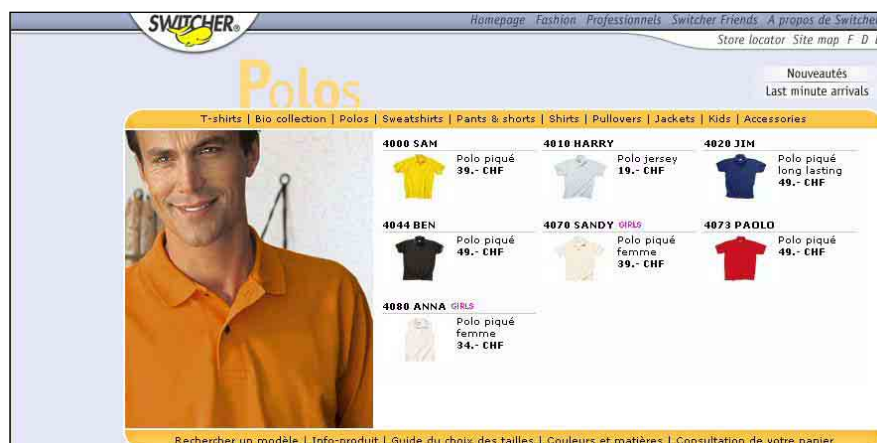 SWITCHER®
Homepage Fashion Professionnels Switcher Friends A propos de Switcher
Store locator Site map F D
Polos
Nouveautés
Last minute arrivals
T-shirts | Bio collection | Polos | Sweatshirts | Pants & shorts | Shirts | Pullovers | Jackets | Kids | Accessories
4000 SAM
Polo piqué
39.- CHF
4010 HARRY
Polo jersey
19.- CHF
4020 JIM
Polo piqué
long lasting
49.- CHF
4044 BEN
Polo piqué
49.- CHF
4070 SANDY GIRLS
Polo piqué
femme
39.- CHF
4073 PAOLO
Polo piqué
49.- CHF
4080 ANNA GIRLS
Polo piqué
femme
34.- CHF
Rechercher un modèle | Info-produit | Guide du choix des tailles | Couleurs et matières | Consultation de votre panier